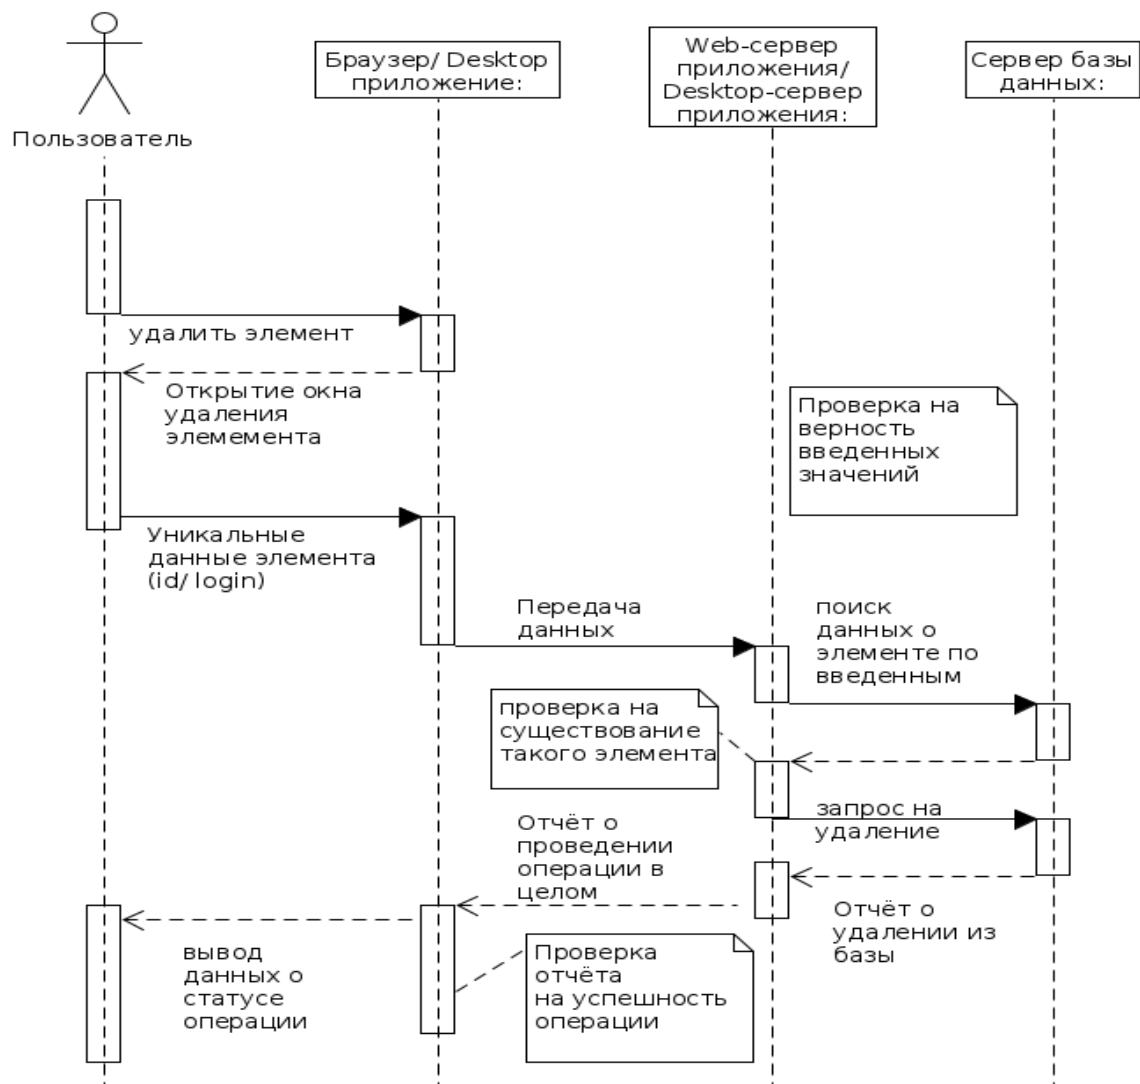 Пользователь
Браузер/ Desktop
приложение:
Web-сервер
приложения/
Desktop-сервер
приложения:
Сервер базы
данных:
удалить элемент
Открытие окна
удаления
элемемента
Проверка на
верность
введенных
значений
Уникальные
данные элемента
(id/ login)
Передача
данных
поиск
данных о
элементе по
введенным
проверка на
существование
такого элемента
запрос на
удаление
Отчёт о
проведении
операции в
целом
Отчёт о
удалении из
базы
вывод
данных о
статусе
операции
Проверка
отчёта
на успешность
операции